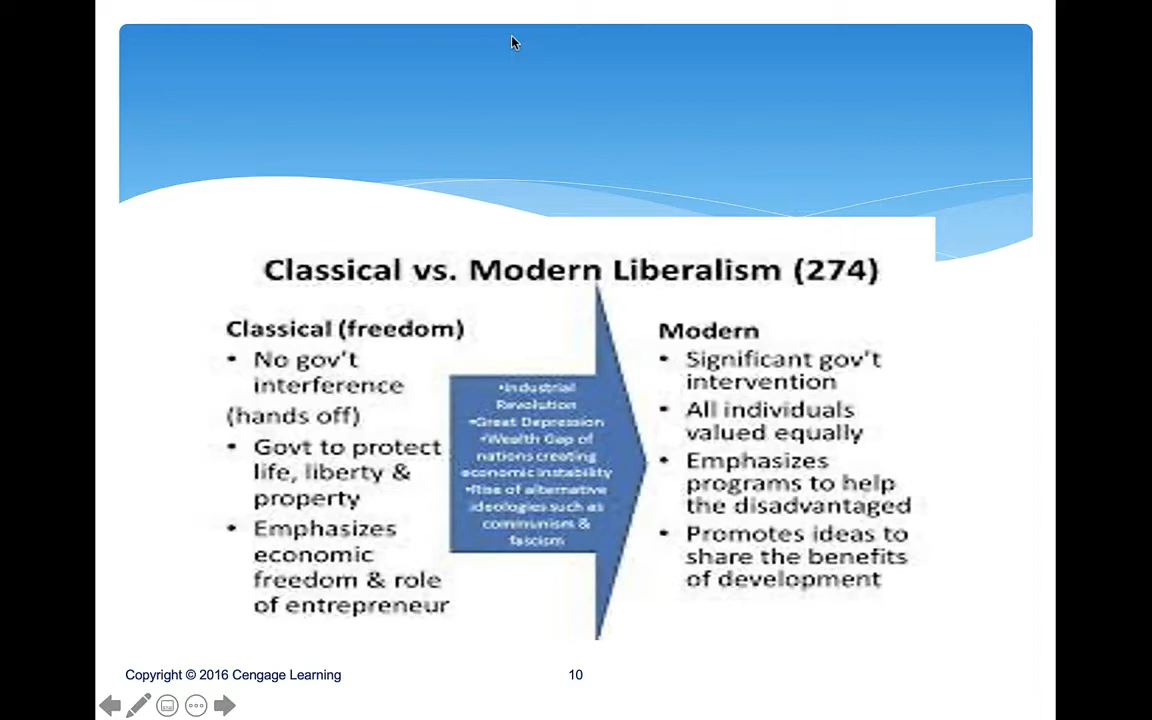 Classical vs. Modern Liberalism (274)
Classical (freedom)
• No gov't
interference
(hands off)
• Govt to protect
life, liberty &
property
• Emphasizes
economic
freedom & role
of entrepreneur
•Industrial
Revolution
•Great Depression
•Wealth Gap of
nations creating
economic instability
•Rise of alternative
ideologies such as
communism &
fascism
Modern
• Significant gov't
intervention
• All individuals
valued equally
• Emphasizes
programs to help
the disadvantaged
• Promotes ideas to
share the benefits
of development
Copyright © 2016 Cengage Learning
10